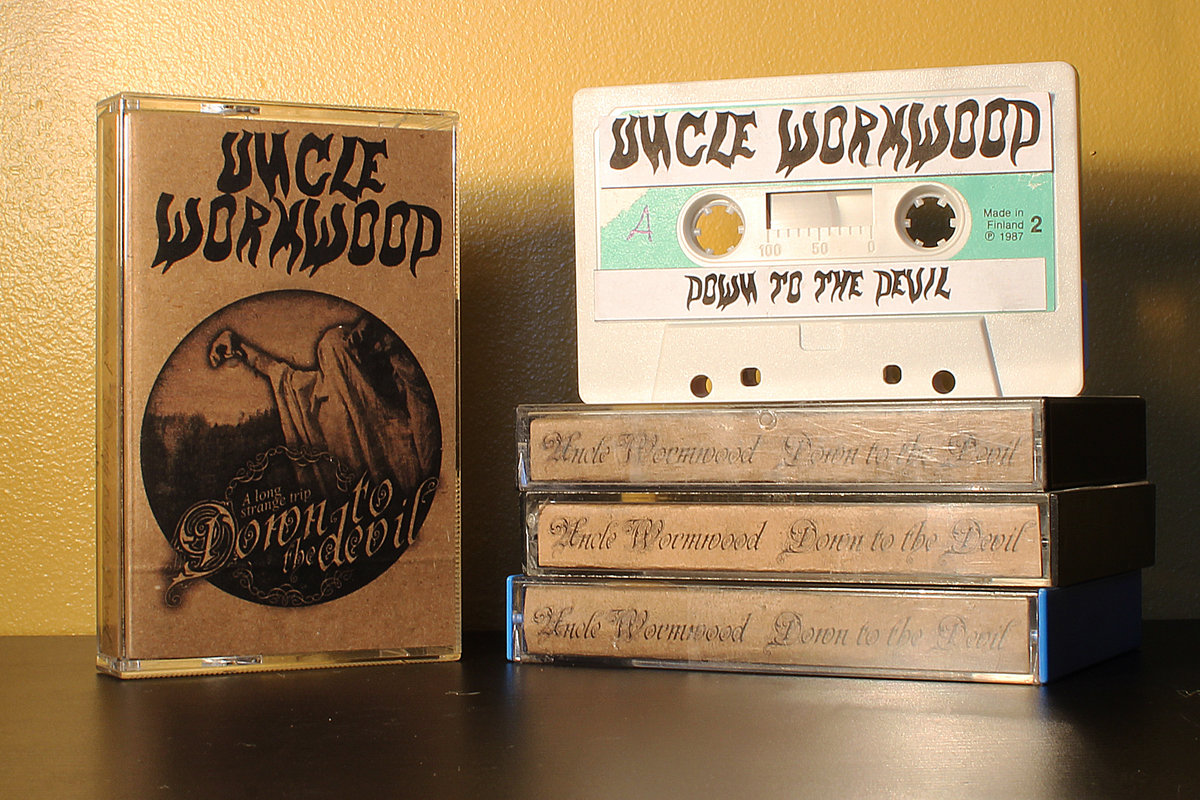 UNCLE
WORMWOOD
A long
strange trip
Down to
the devil
UNCLE WORMWOOD
A
Made in
Finland
℗ 1987
2
100 50 0
DOWN TO THE DEVIL
Uncle Wormwood Down to the Devil
Uncle Wormwood Down to the Devil
Uncle Wormwood Down to the Devil